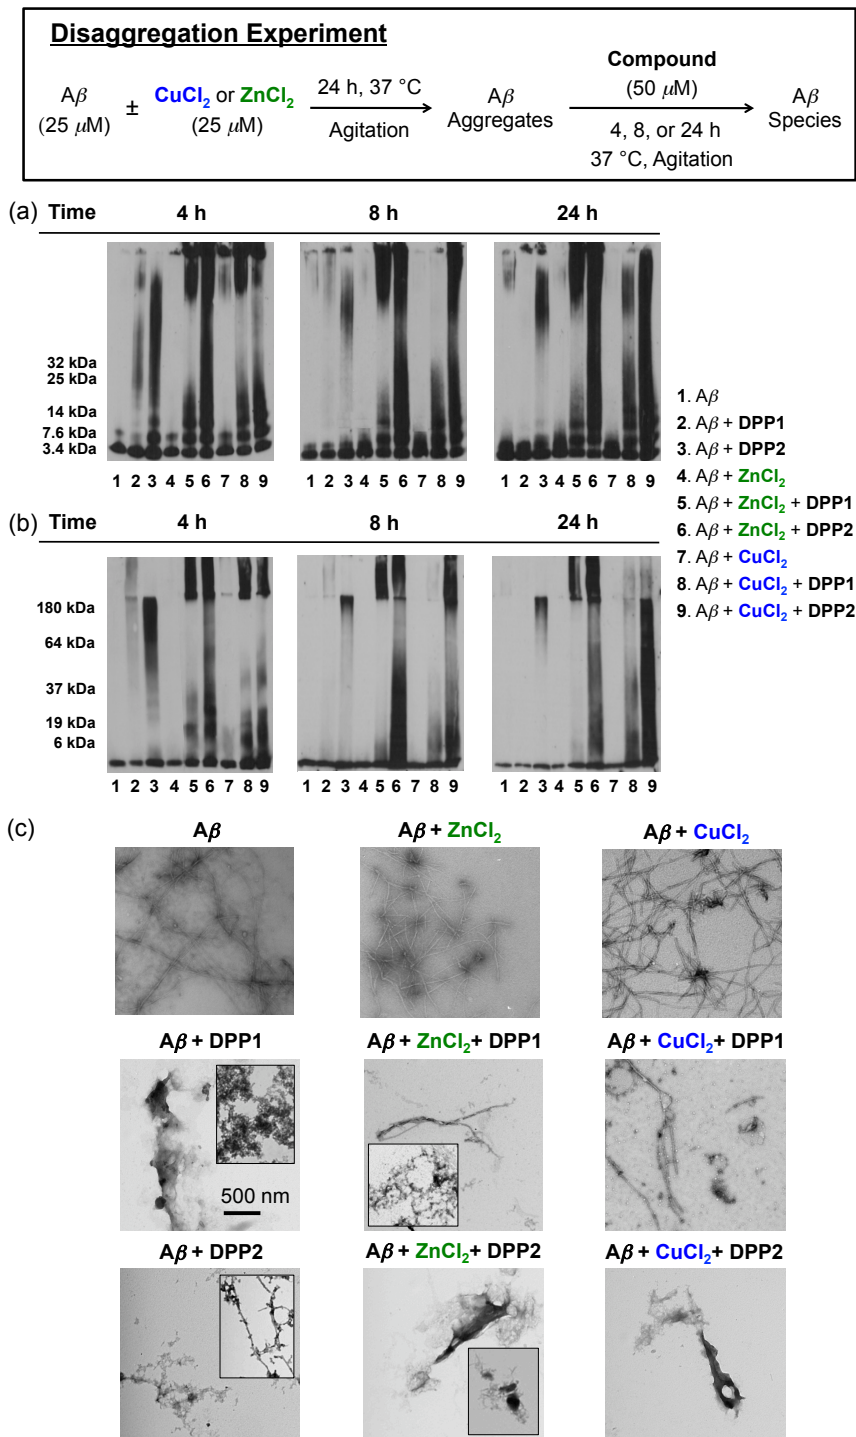 Disaggregation Experiment
Aβ
(25 μM)
±
CuCl₂ or ZnCl₂
(25 μM)
24 h, 37 °C
Agitation
Aβ
Aggregates
Compound
(50 μM)
4, 8, or 24 h
37 °C, Agitation
Aβ
Species
(a) Time 4 h 8 h 24 h
32 kDa
25 kDa
14 kDa
7.6 kDa
3.4 kDa
1 2 3 4 5 6 7 8 9 1 2 3 4 5 6 7 8 9 1 2 3 4 5 6 7 8 9
1. Aβ
2. Aβ + DPP1
3. Aβ + DPP2
4. Aβ + ZnCl₂
5. Aβ + ZnCl₂ + DPP1
6. Aβ + ZnCl₂ + DPP2
7. Aβ + CuCl₂
8. Aβ + CuCl₂ + DPP1
9. Aβ + CuCl₂ + DPP2
(b) Time 4 h 8 h 24 h
180 kDa
64 kDa
37 kDa
19 kDa
6 kDa
1 2 3 4 5 6 7 8 9 1 2 3 4 5 6 7 8 9 1 2 3 4 5 6 7 8 9
(c) Aβ Aβ + ZnCl₂ Aβ + CuCl₂
Aβ + DPP1 Aβ + ZnCl₂+ DPP1 Aβ + CuCl₂+ DPP1
500 nm
Aβ + DPP2 Aβ + ZnCl₂+ DPP2 Aβ + CuCl₂+ DPP2